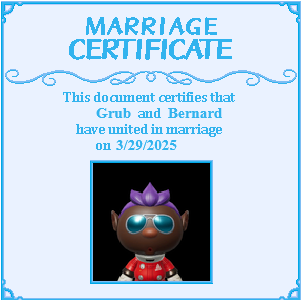 MARRIAGE
CERTIFICATE
This document certifies that
Grub and Bernard
have united in marriage
on 3/29/2025